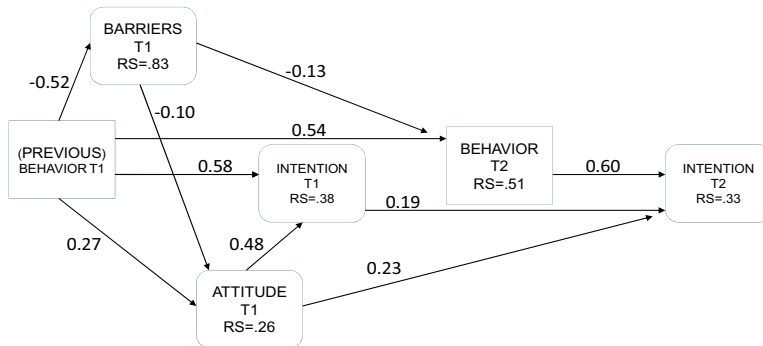 BARRIERS
T1
RS=.83
-0.52
-0.13
-0.10
0.54
(PREVIOUS)
BEHAVIOR T1
0.58
INTENTION
T1
RS=.38
BEHAVIOR
T2
RS=.51
0.60
INTENTION
T2
RS=.33
0.19
0.27
0.48
0.23
ATTITUDE
T1
RS=.26